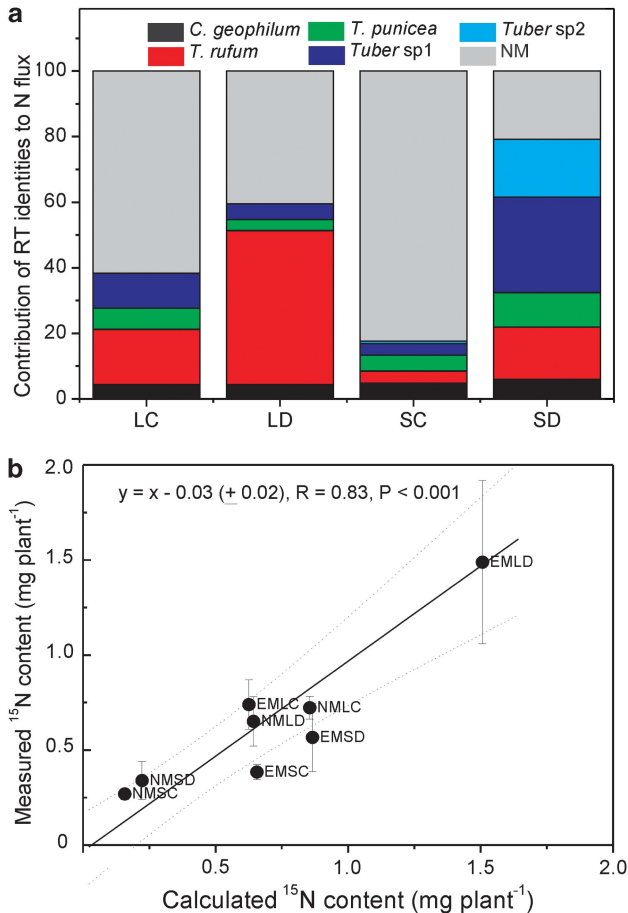 a
C. geophilum T. punicea Tuber sp2
T. rufum Tuber sp1 NM
Contribution of RT identities to N flux
100
80
60
40
20
0
LC LD SC SD
b
Measured ¹⁵N content (mg plant⁻¹)
2.0
1.5
1.0
0.5
0
y = x - 0.03 (± 0.02), R = 0.83, P < 0.001
EMLD
EMLC
NMLC
NMLD
EMSD
EMSC
NMSD
NMSC
0.5 1.0 1.5 2.0
Calculated ¹⁵N content (mg plant⁻¹)